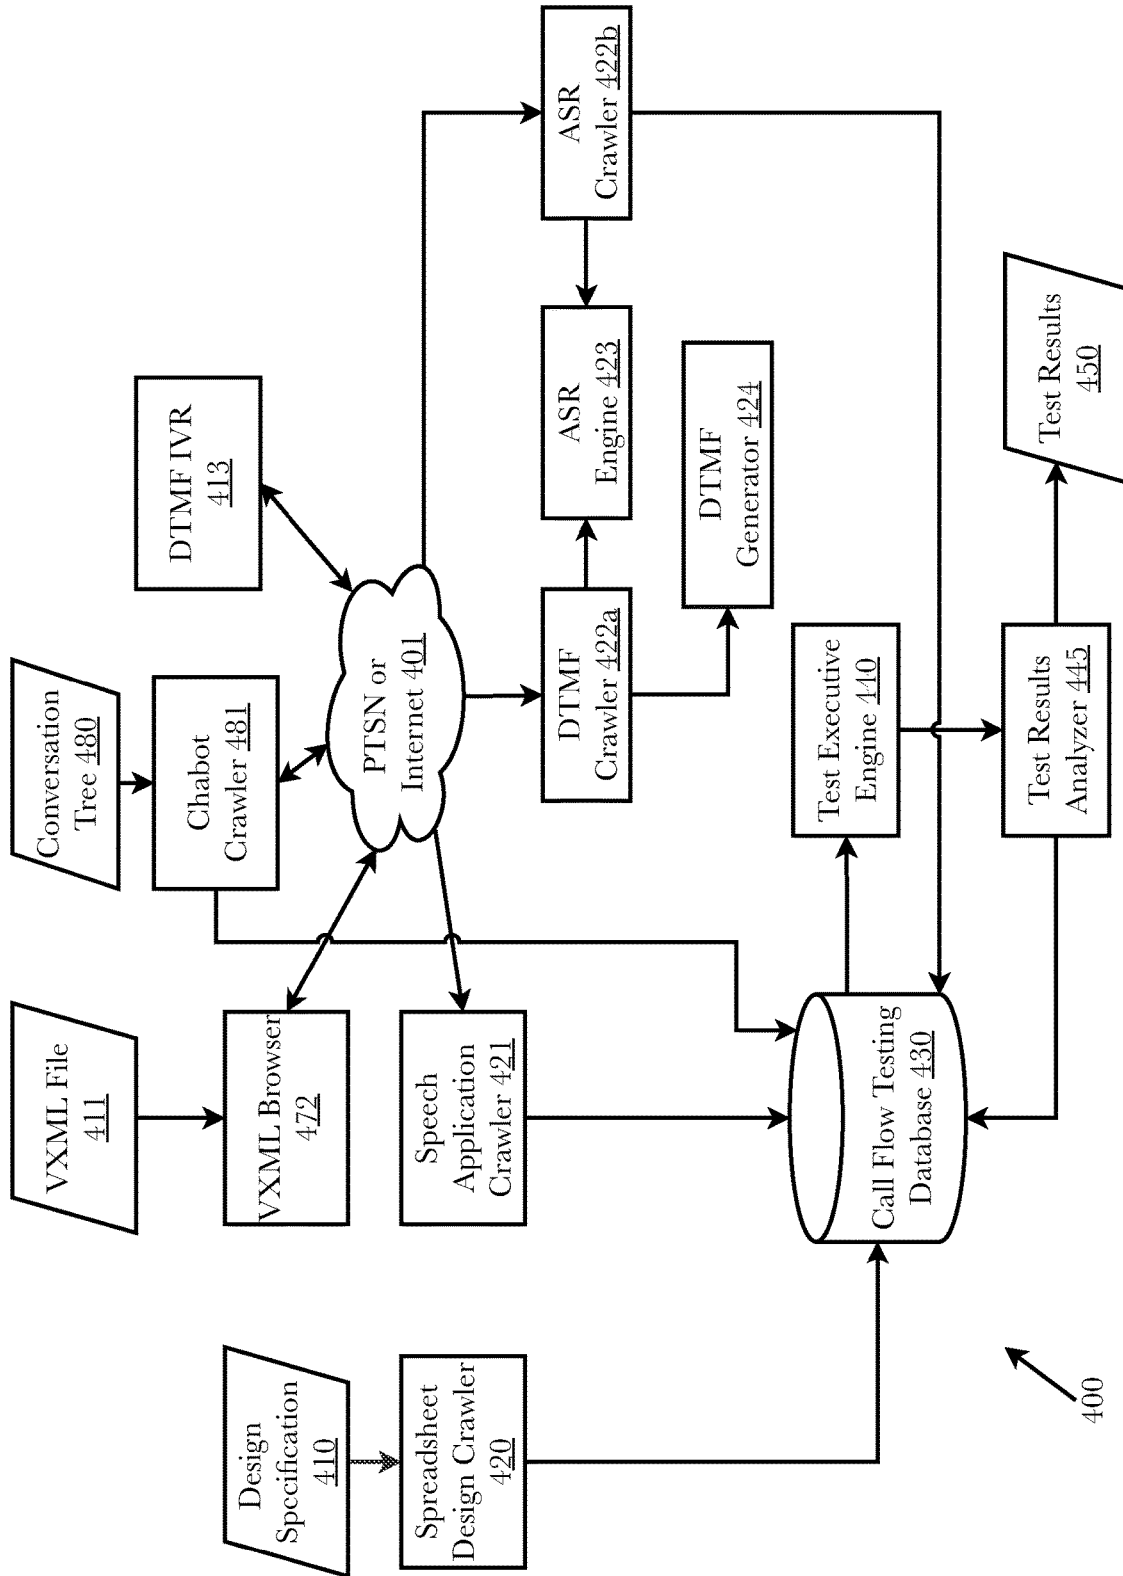 Conversation
Tree 480
VXML File
411
Design
Specification
410
Chabot
Crawler 481
DTMF IVR
413
VXML Browser
472
PTSN or
Internet 401
Spreadsheet
Design Crawler
420
Speech
Application
Crawler 421
DTMF
Crawler 422a
ASR
Engine 423
ASR
Crawler 422b
DTMF
Generator 424
Call Flow Testing
Database 430
Test Executive
Engine 440
Test Results
Analyzer 445
Test Results
450
400